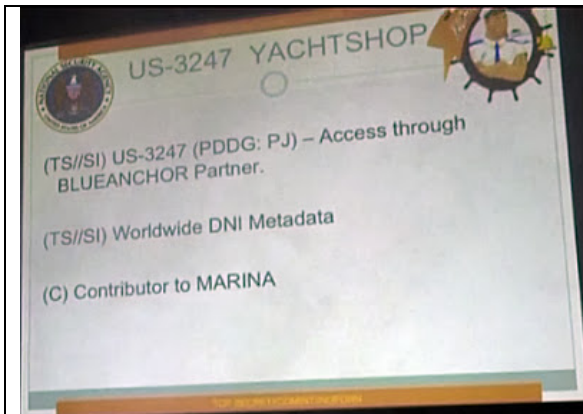 US-3247 YACHTSHOP
(TS//SI) US-3247 (PDDG: PJ) – Access through
BLUEANCHOR Partner.
(TS//SI) Worldwide DNI Metadata
(C) Contributor to MARINA